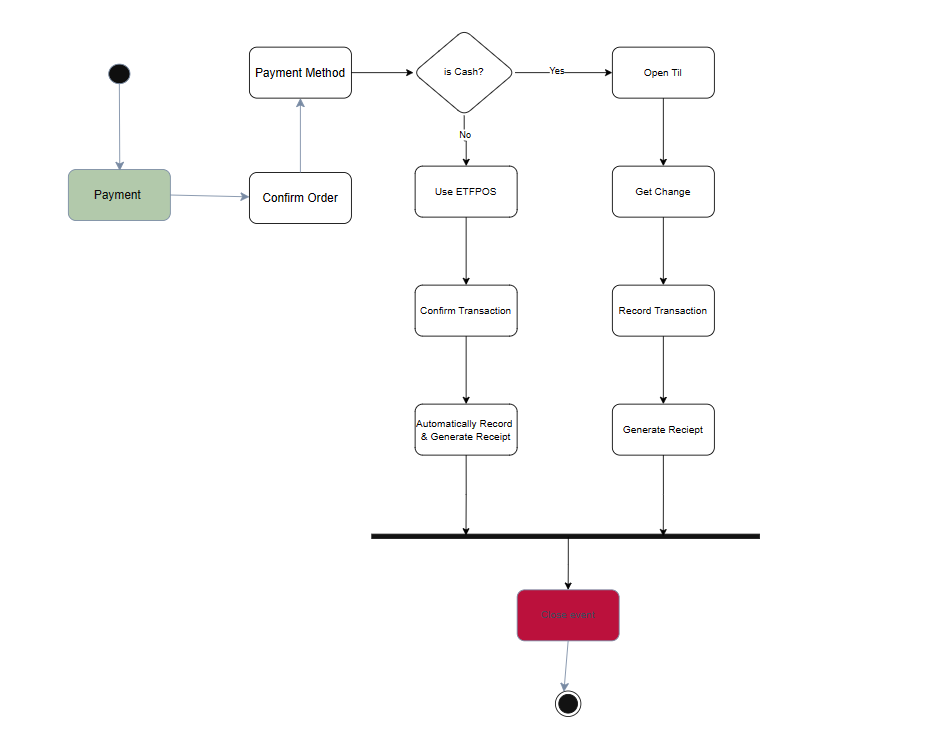 Payment Method
is Cash?
Yes
Open Til
No
Payment
Confirm Order
Use ETFPOS
Get Change
Confirm Transaction
Record Transaction
Automatically Record
& Generate Receipt
Generate Reciept